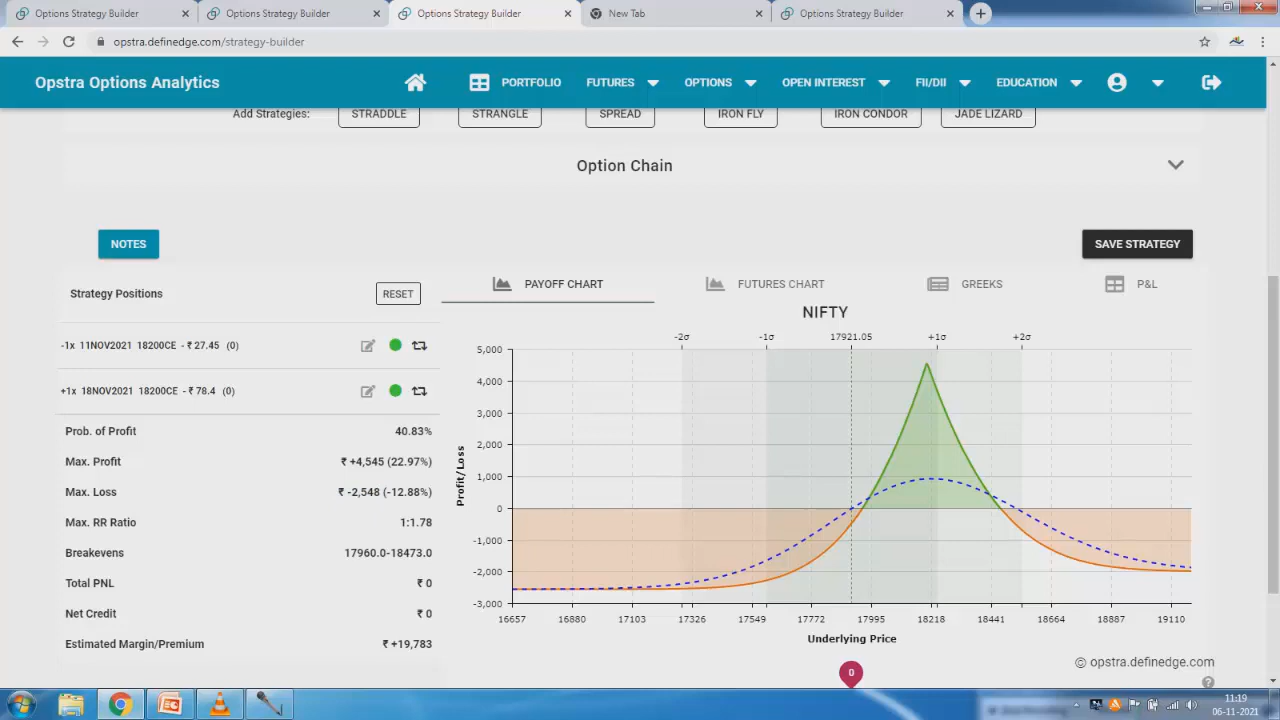 Options Strategy Builder
Options Strategy Builder
Options Strategy Builder
New Tab
Options Strategy Builder
opstra.definedge.com/strategy-builder
Opstra Options Analytics
PORTFOLIO
FUTURES
OPTIONS
OPEN INTEREST
FII/DII
EDUCATION
Add Strategies:
STRADDLE
STRANGLE
SPREAD
IRON FLY
IRON CONDOR
JADE LIZARD
Option Chain
NOTES
SAVE STRATEGY
Strategy Positions
RESET
PAYOFF CHART
FUTURES CHART
GREEKS
P&L
-1x 11NOV2021 18200CE - ₹ 27.45 (0)
+1x 18NOV2021 18200CE - ₹ 78.4 (0)
Prob. of Profit 40.83%
Max. Profit ₹ +4,545 (22.97%)
Max. Loss ₹ -2,548 (-12.88%)
Max. RR Ratio 1:1.78
Breakevens 17960.0-18473.0
Total PNL ₹ 0
Net Credit ₹ 0
Estimated Margin/Premium ₹ +19,783
NIFTY
-2σ -1σ 17921.05 +1σ +2σ
5,000
4,000
3,000
2,000
1,000
0
-1,000
-2,000
-3,000
Profit/Loss
16657 16880 17103 17326 17549 17772 17995 18218 18441 18664 18887 19110
Underlying Price
© opstra.definedge.com
0
11:19
06-11-2021